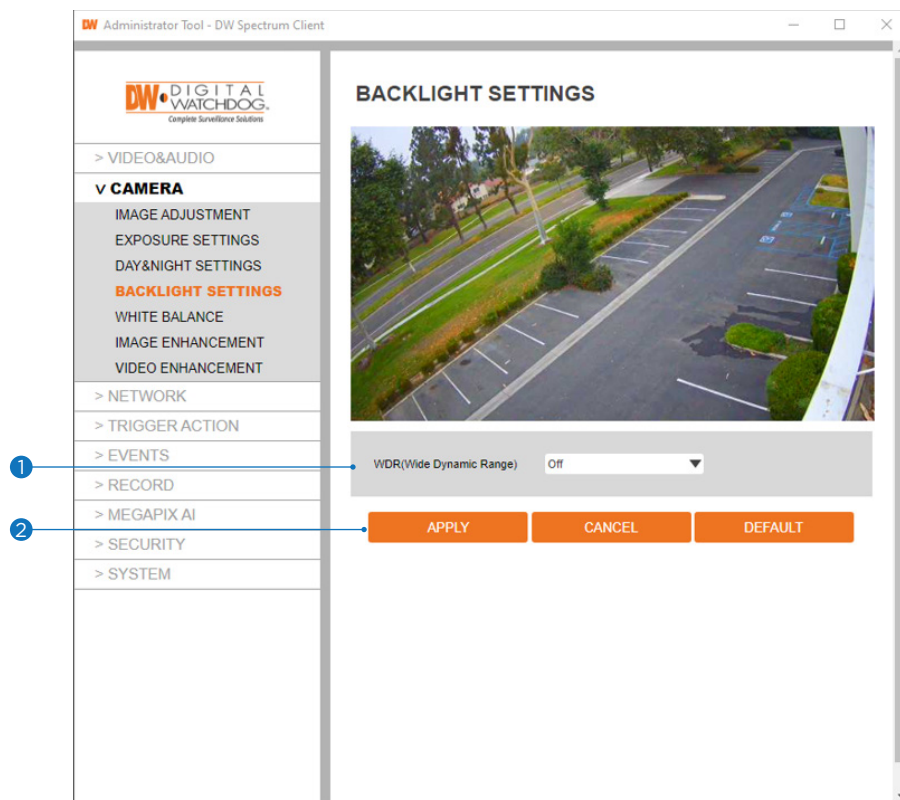 DW Administrator Tool - DW Spectrum Client
DW DIGITAL
WATCHDOG®
Complete Surveillance Solutions
> VIDEO&AUDIO
v CAMERA
IMAGE ADJUSTMENT
EXPOSURE SETTINGS
DAY&NIGHT SETTINGS
BACKLIGHT SETTINGS
WHITE BALANCE
IMAGE ENHANCEMENT
VIDEO ENHANCEMENT
> NETWORK
> TRIGGER ACTION
> EVENTS
> RECORD
> MEGAPIX AI
> SECURITY
> SYSTEM
BACKLIGHT SETTINGS
1
WDR(Wide Dynamic Range) Off
2
APPLY CANCEL DEFAULT